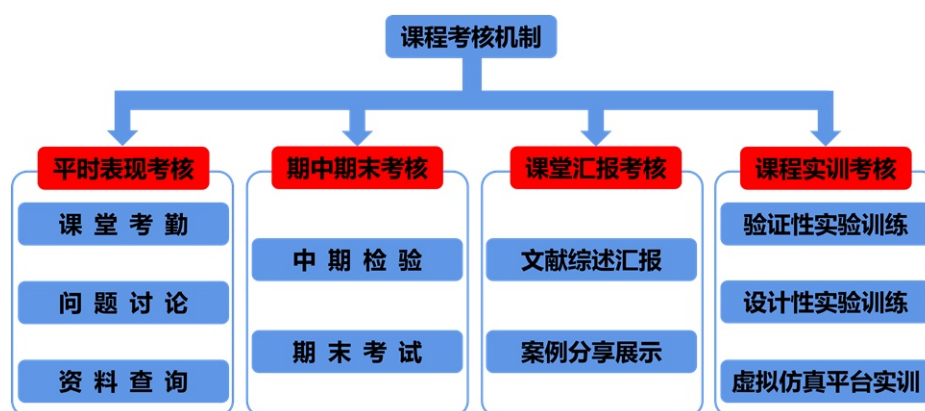 课程考核机制
平时表现考核
课堂考勤
问题讨论
资料查询
期中期末考核
中期检验
期末考试
课堂汇报考核
文献综述汇报
案例分享展示
课程实训考核
验证性实验训练
设计性实验训练
虚拟仿真平台实训